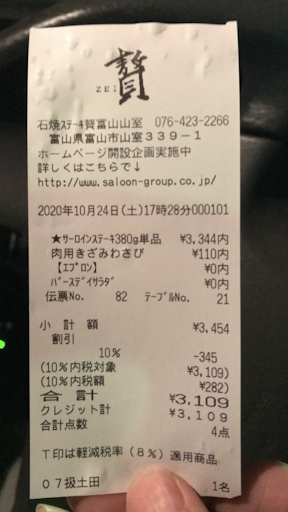 贅
ZEI
石焼ｽﾃｰｷ贅富山山室 076-423-2266
富山県富山市山室３３９－１
ホームページ開設企画実施中
詳しくはこちらで↓
http://www.saloon-group.co.jp/
2020年10月24日(土)17時28分000101
★ｻｰﾛｲﾝｽﾃｰｷ380g単品 ¥3,344内
肉用きざみわさび ¥110内
【ｴﾌﾟﾛﾝ】 ¥0内
ﾊﾞｰｽﾃﾞｲｻﾗﾀﾞ ¥0内
伝票No. 82 ﾃｰﾌﾞﾙNo. 21
小 計 額 ¥3,454
割引
10% -345
(10%内税対象 ¥3,109)
(10%内税額 ¥282)
合 計 ¥3,109
クレジット計 ¥3,109
合計点数 4点
Ｔ印は軽減税率（８％）適用商品
０７扱土田 1名